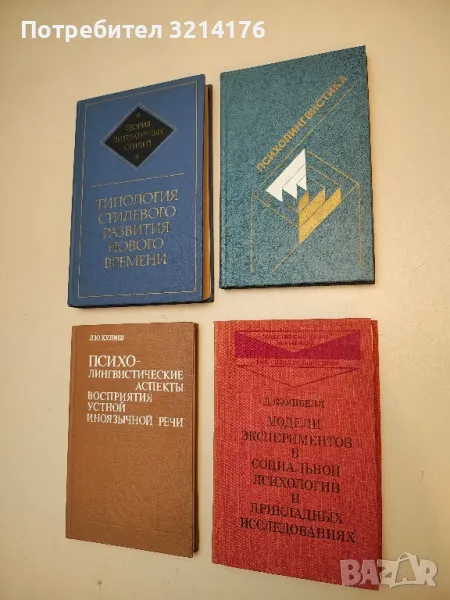 Потребител 3214176
ТЕОРИЯ
ЛИТЕРАТУРНЫХ
СТИЛЕЙ
ТИПОЛОГИЯ
СТИЛЕВОГО
РАЗВИТИЯ
НОВОГО
ВРЕМЕНИ
ПСИХОЛИНГВИСТИКА
Л.Ю.КУЛИШ
ПСИХО-
ЛИНГВИСТИЧЕСКИЕ
АСПЕКТЫ
ВОСПРИЯТИЯ
УСТНОЙ
ИНОЯЗЫЧНОЙ РЕЧИ
Д.КЭМПБЕЛЛ
МОДЕЛИ
ЭКСПЕРИМЕНТОВ
В
СОЦИАЛЬНОЙ
ПСИХОЛОГИИ
И
ПРИКЛАДНЫХ
ИССЛЕДОВАНИЯХ
BAZAR